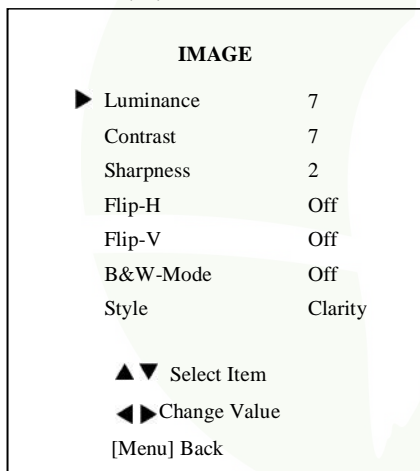 IMAGE
Luminance 7
Contrast 7
Sharpness 2
Flip-H Off
Flip-V Off
B&W-Mode Off
Style Clarity
Select Item
Change Value
[Menu] Back